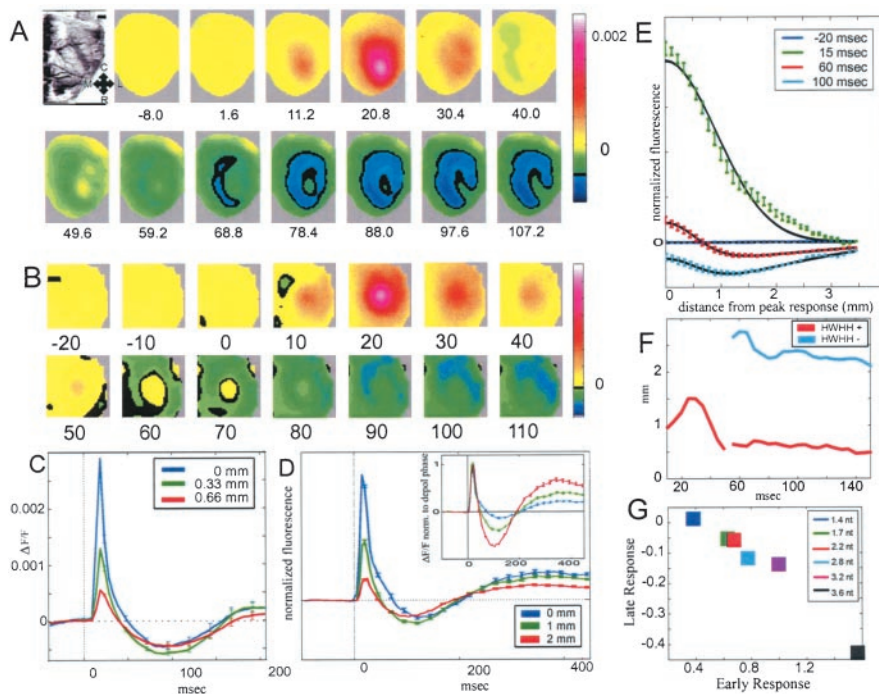 A
C
M
L
R
-8.0 1.6 11.2 20.8 30.4 40.0
0.002
0
49.6 59.2 68.8 78.4 88.0 97.6 107.2
B
-20 -10 0 10 20 30 40
0
50 60 70 80 90 100 110
C
0 mm
0.33 mm
0.66 mm
0.002
0.001
0
ΔF/F
0 100 200
msec
D
normalized fluorescence
ΔF/F norm. to depol phase
1
0
0 200 400
0 mm
1 mm
2 mm
0 200 400
msec
E
-20 msec
15 msec
60 msec
100 msec
normalized fluorescence
0
0 1 2 3
distance from peak response (mm)
F
HWHH +
HWHH -
2
1
0
mm
20 60 100 140
msec
G
1.4 nt
1.7 nt
2.2 nt
2.8 nt
3.2 nt
3.6 nt
0
-0.1
-0.2
-0.3
-0.4
Late Response
0.4 0.8 1.2
Early Response